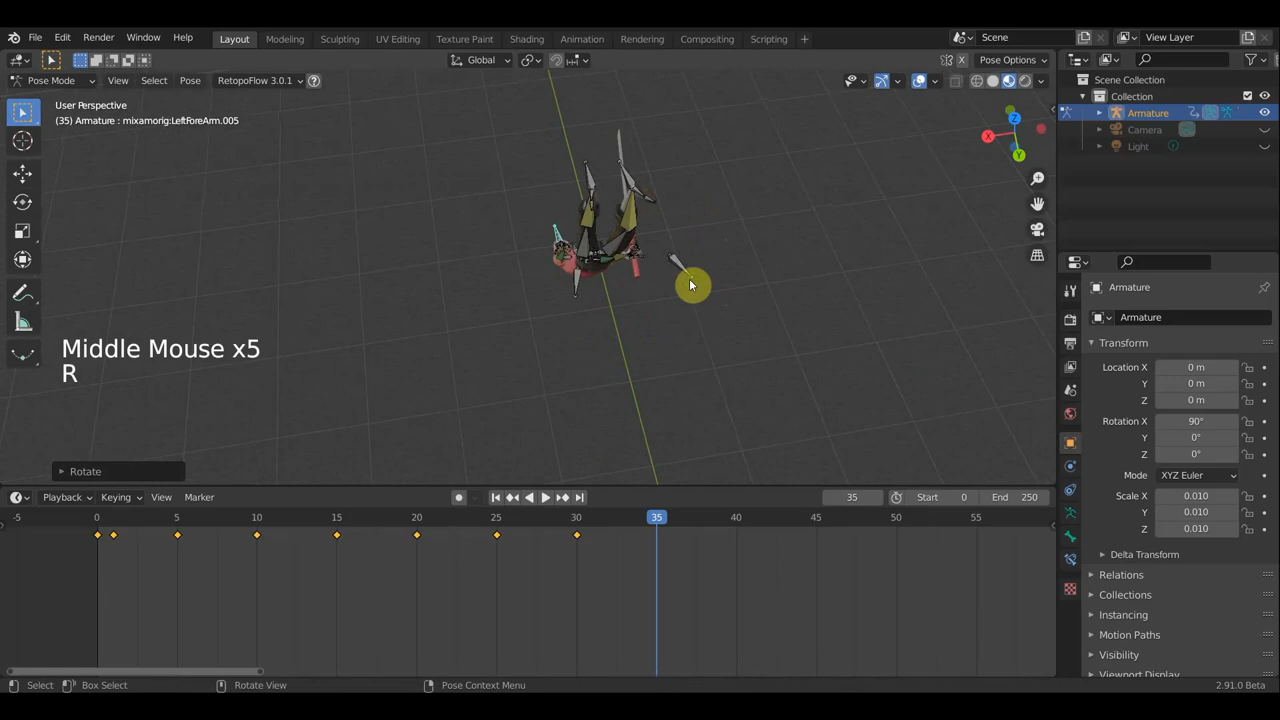 File Edit Render Window Help Layout Modeling Sculpting UV Editing Texture Paint Shading Animation Rendering Compositing Scripting + Scene View Layer
Global Pose Options
Pose Mode View Select Pose RetopoFlow 3.0.1 ?
User Perspective
(35) Armature : mixamorig:LeftForeArm.005
X
Z
Y
Middle Mouse x5
R
Rotate
Scene Collection
Collection
Armature
Camera
Light
Armature
Armature
Transform
Location X 0 m
Y 0 m
Z 0 m
Rotation X 90°
Y 0°
Z 0°
Mode XYZ Euler
Scale X 0.010
Y 0.010
Z 0.010
Delta Transform
Relations
Collections
Instancing
Motion Paths
Visibility
Viewport Display
Playback Keying View Marker 35 Start 0 End 250
-5 0 5 10 15 20 25 30 35 40 45 50 55
Select Box Select Rotate View Pose Context Menu 2.91.0 Beta